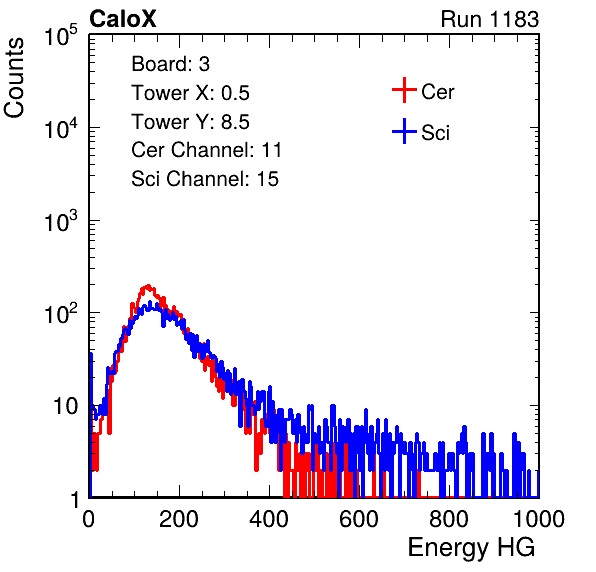 CaloX Run 1183
Counts
10^5
10^4
10^3
10^2
10
1
Board: 3
Tower X: 0.5
Tower Y: 8.5
Cer Channel: 11
Sci Channel: 15
Cer
Sci
0 200 400 600 800 1000
Energy HG